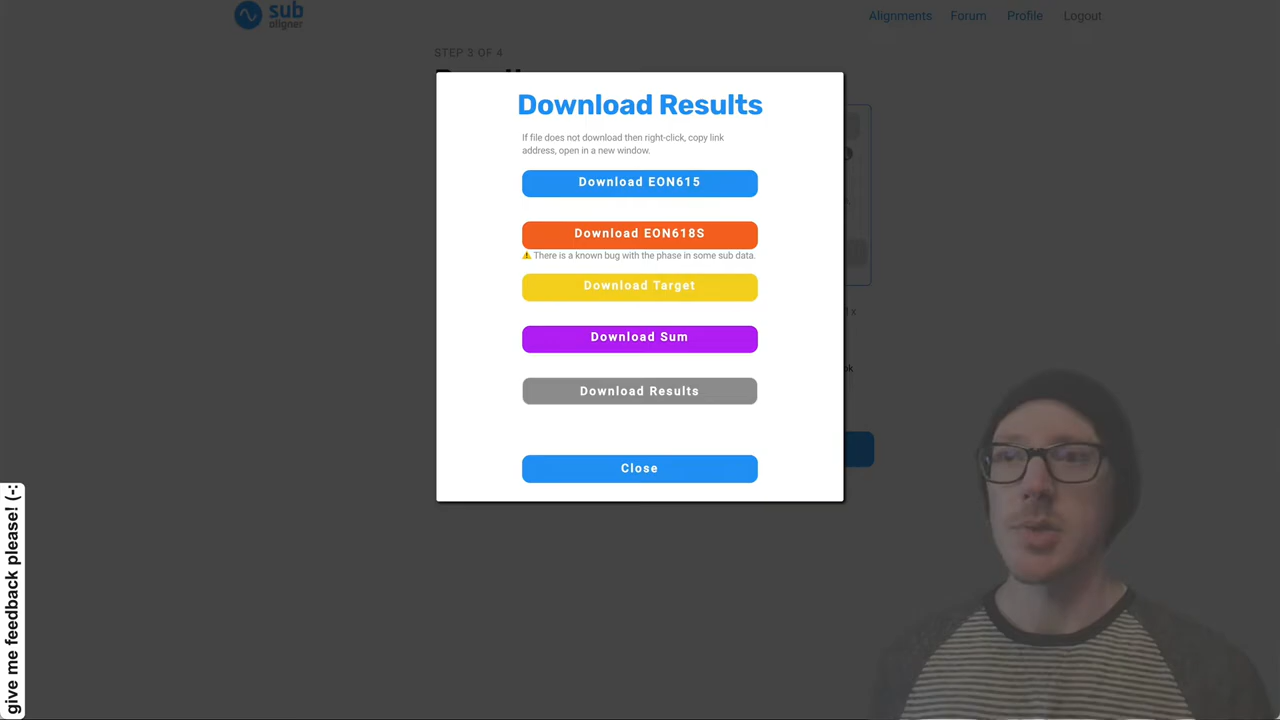 sub
aligner
Alignments
Forum
Profile
Logout
STEP 3 OF 4
Download Results
If file does not download then right-click, copy link
address, open in a new window.
Download EON615
Download EON618S
⚠ There is a known bug with the phase in some sub data.
Download Target
Download Sum
Download Results
Close
give me feedback please! (-: